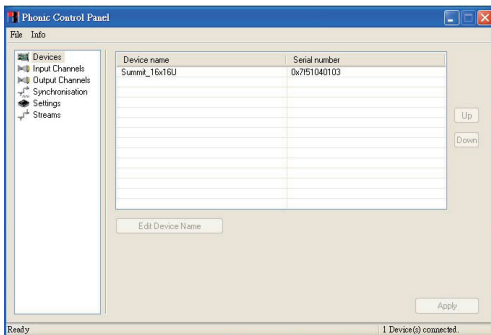 Phonic Control Panel
File Info
Devices
Input Channels
Output Channels
Synchronisation
Settings
Streams
Device name Serial number
Summit_16x16U 0x7f51040103
Up
Down
Edit Device Name
Apply
Ready 1 Device(s) connected.